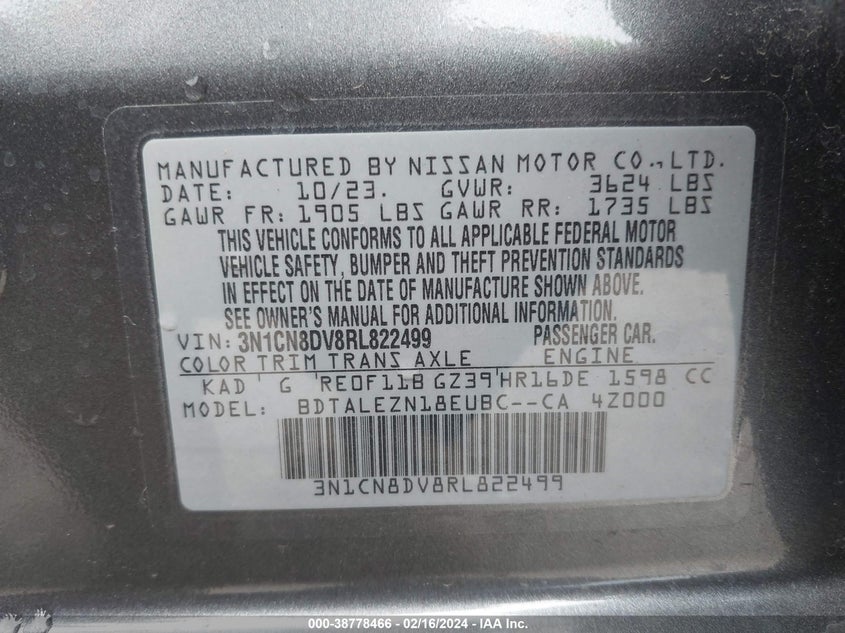 MANUFACTURED BY NISSAN MOTOR CO.,LTD.
DATE: 10/23. GVWR: 3624 LBS
GAWR FR: 1905 LBS GAWR RR: 1735 LBS
THIS VEHICLE CONFORMS TO ALL APPLICABLE FEDERAL MOTOR
VEHICLE SAFETY, BUMPER AND THEFT PREVENTION STANDARDS
IN EFFECT ON THE DATE OF MANUFACTURE SHOWN ABOVE.
SEE OWNER'S MANUAL FOR ADDITIONAL INFORMATION.
VIN: 3N1CN8DV8RL822499 PASSENGER CAR.
COLOR TRIM TRANS AXLE ENGINE
KAD G RE0F11B GZ39 HR16DE 1598 CC
MODEL: BDTALEZN18EUBC--CA 4Z000
3N1CN8DV8RL822499
000-38778466 - 02/16/2024 - IAA Inc.